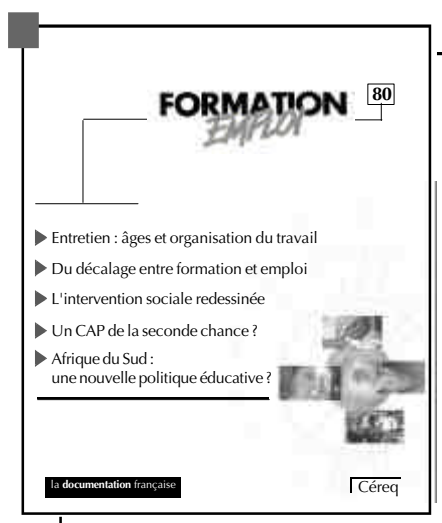 FORMATION
EMPLOI
80
Entretien : âges et organisation du travail
Du décalage entre formation et emploi
L'intervention sociale redessinée
Un CAP de la seconde chance ?
Afrique du Sud :
une nouvelle politique éducative ?
la documentation française
Céreq